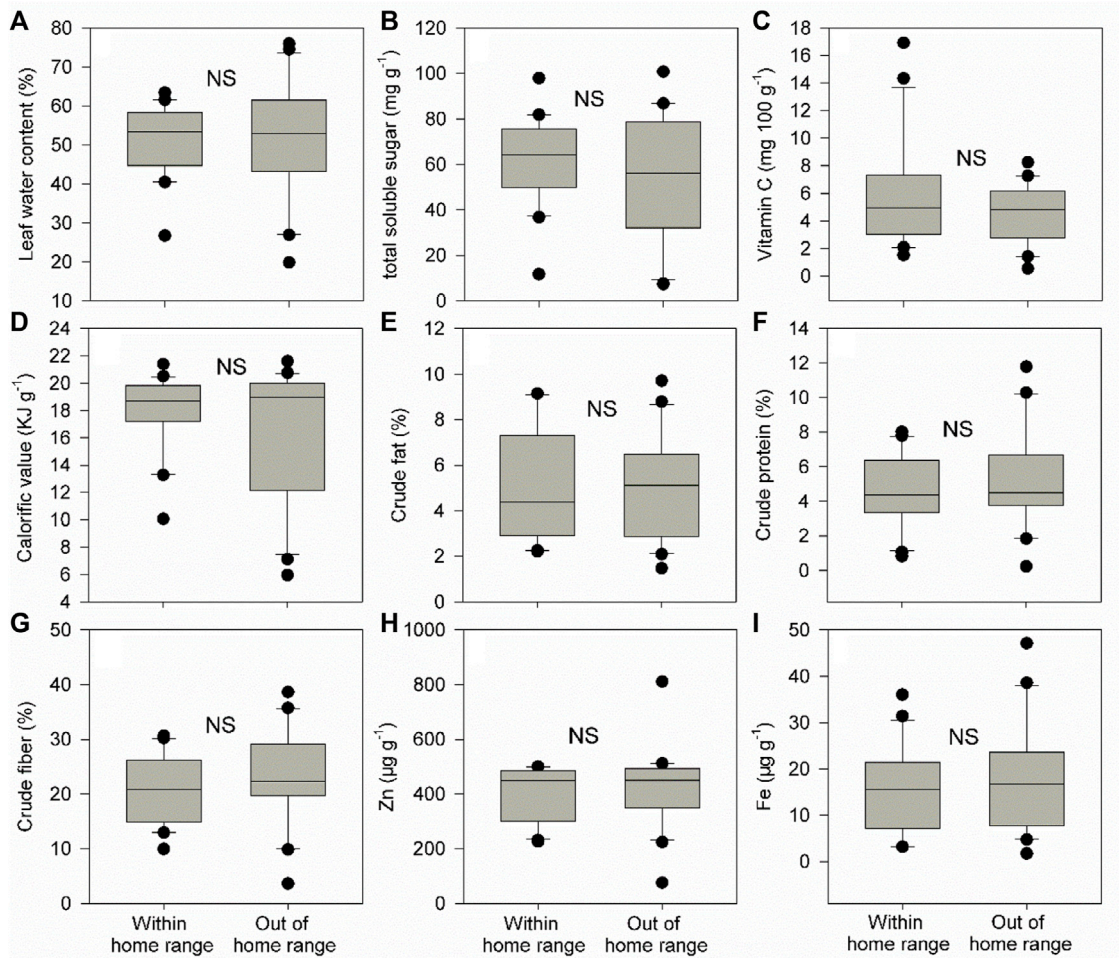 A
Leaf water content (%)
80
70
60
50
40
30
20
10
NS
B
total soluble sugar (mg g-1)
120
100
80
60
40
20
0
NS
C
Vitamin C (mg 100 g-1)
18
16
14
12
10
8
6
4
2
0
NS
D
Calorific value (KJ g-1)
24
22
20
18
16
14
12
10
8
6
4
NS
E
Crude fat (%)
12
10
8
6
4
2
0
NS
F
Crude protein (%)
14
12
10
8
6
4
2
0
NS
G
Crude fiber (%)
50
40
30
20
10
0
NS
Within
home range
Out of
home range
H
Zn (µg g-1)
1000
800
600
400
200
0
NS
Within
home range
Out of
home range
I
Fe (µg g-1)
50
40
30
20
10
0
NS
Within
home range
Out of
home range